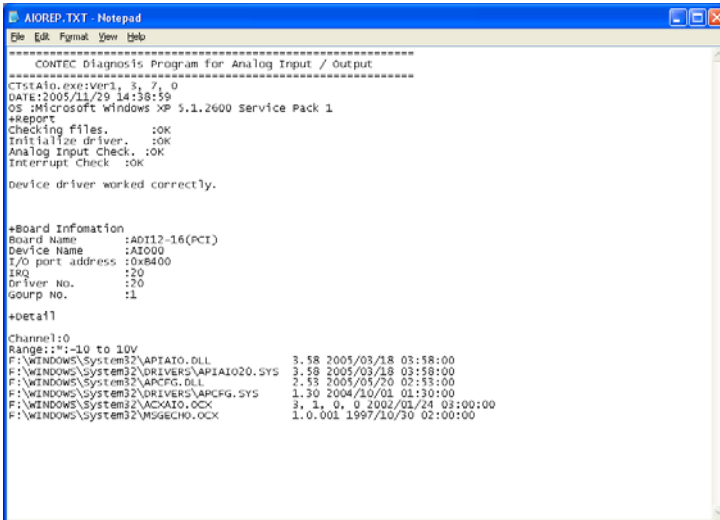 AIOREP.TXT - Notepad
File Edit Format View Help
==========================================================
CONTEC Diagnosis Program for Analog Input / Output
==========================================================
CTstAio.exe:Ver1, 3, 7, 0
DATE:2005/11/29 14:38:59
OS :Microsoft Windows XP 5.1.2600 Service Pack 1
+Report
Checking files. :OK
Initialize driver. :OK
Analog Input Check. :OK
Interrupt Check :OK
Device driver worked correctly.
+Board Infomation
Board Name :ADI12-16(PCI)
Device Name :AIO00
I/O port address :0x8400
IRQ :20
Driver No. :20
Gourp No. :1
+Detail
Channel:0
Range::":-10 to 10V
F:\WINDOWS\System32\APIAIO.DLL 3.58 2005/03/18 03:58:00
F:\WINDOWS\System32\DRIVERS\APIAIO20.SYS 3.58 2005/03/18 03:58:00
F:\WINDOWS\System32\APCFG.DLL 2.53 2005/05/20 02:53:00
F:\WINDOWS\System32\DRIVERS\APCFG.SYS 1.30 2004/10/01 01:30:00
F:\WINDOWS\System32\ACXAIO.OCX 3, 1, 0, 0 2002/01/24 03:00:00
F:\WINDOWS\System32\MSGECHO.OCX 1.0.001 1997/10/30 02:00:00